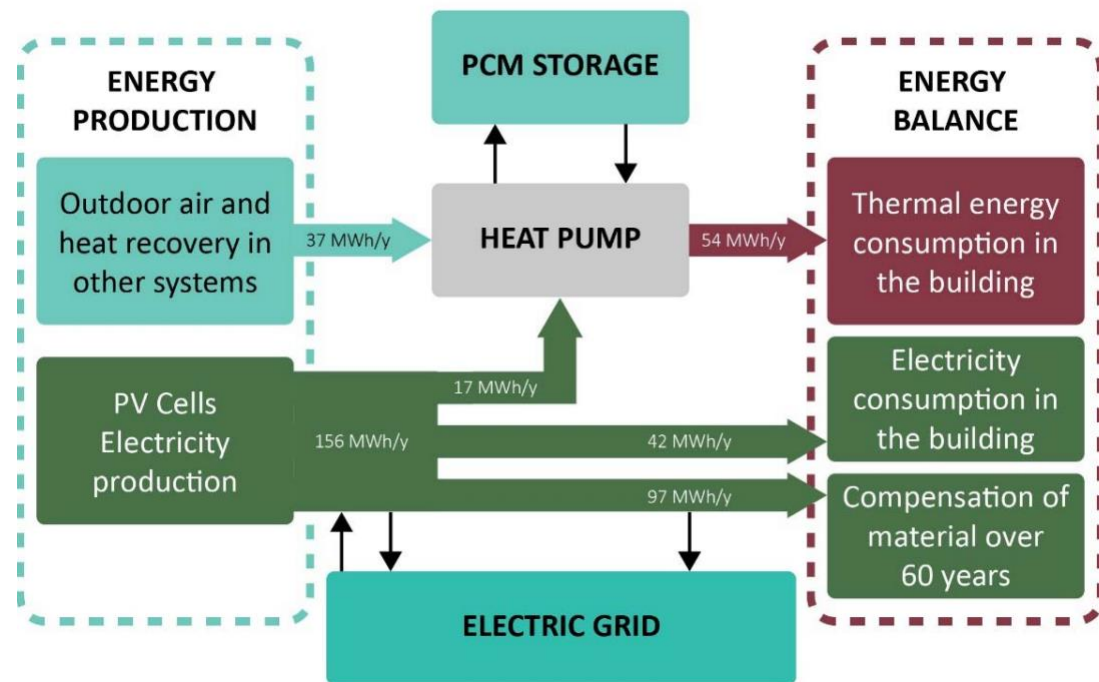 ENERGY
PRODUCTION
Outdoor air and
heat recovery in
other systems
PV Cells
Electricity
production
PCM STORAGE
HEAT PUMP
37 MWh/y
54 MWh/y
17 MWh/y
156 MWh/y
42 MWh/y
97 MWh/y
ELECTRIC GRID
ENERGY
BALANCE
Thermal energy
consumption in
the building
Electricity
consumption in
the building
Compensation of
material over
60 years